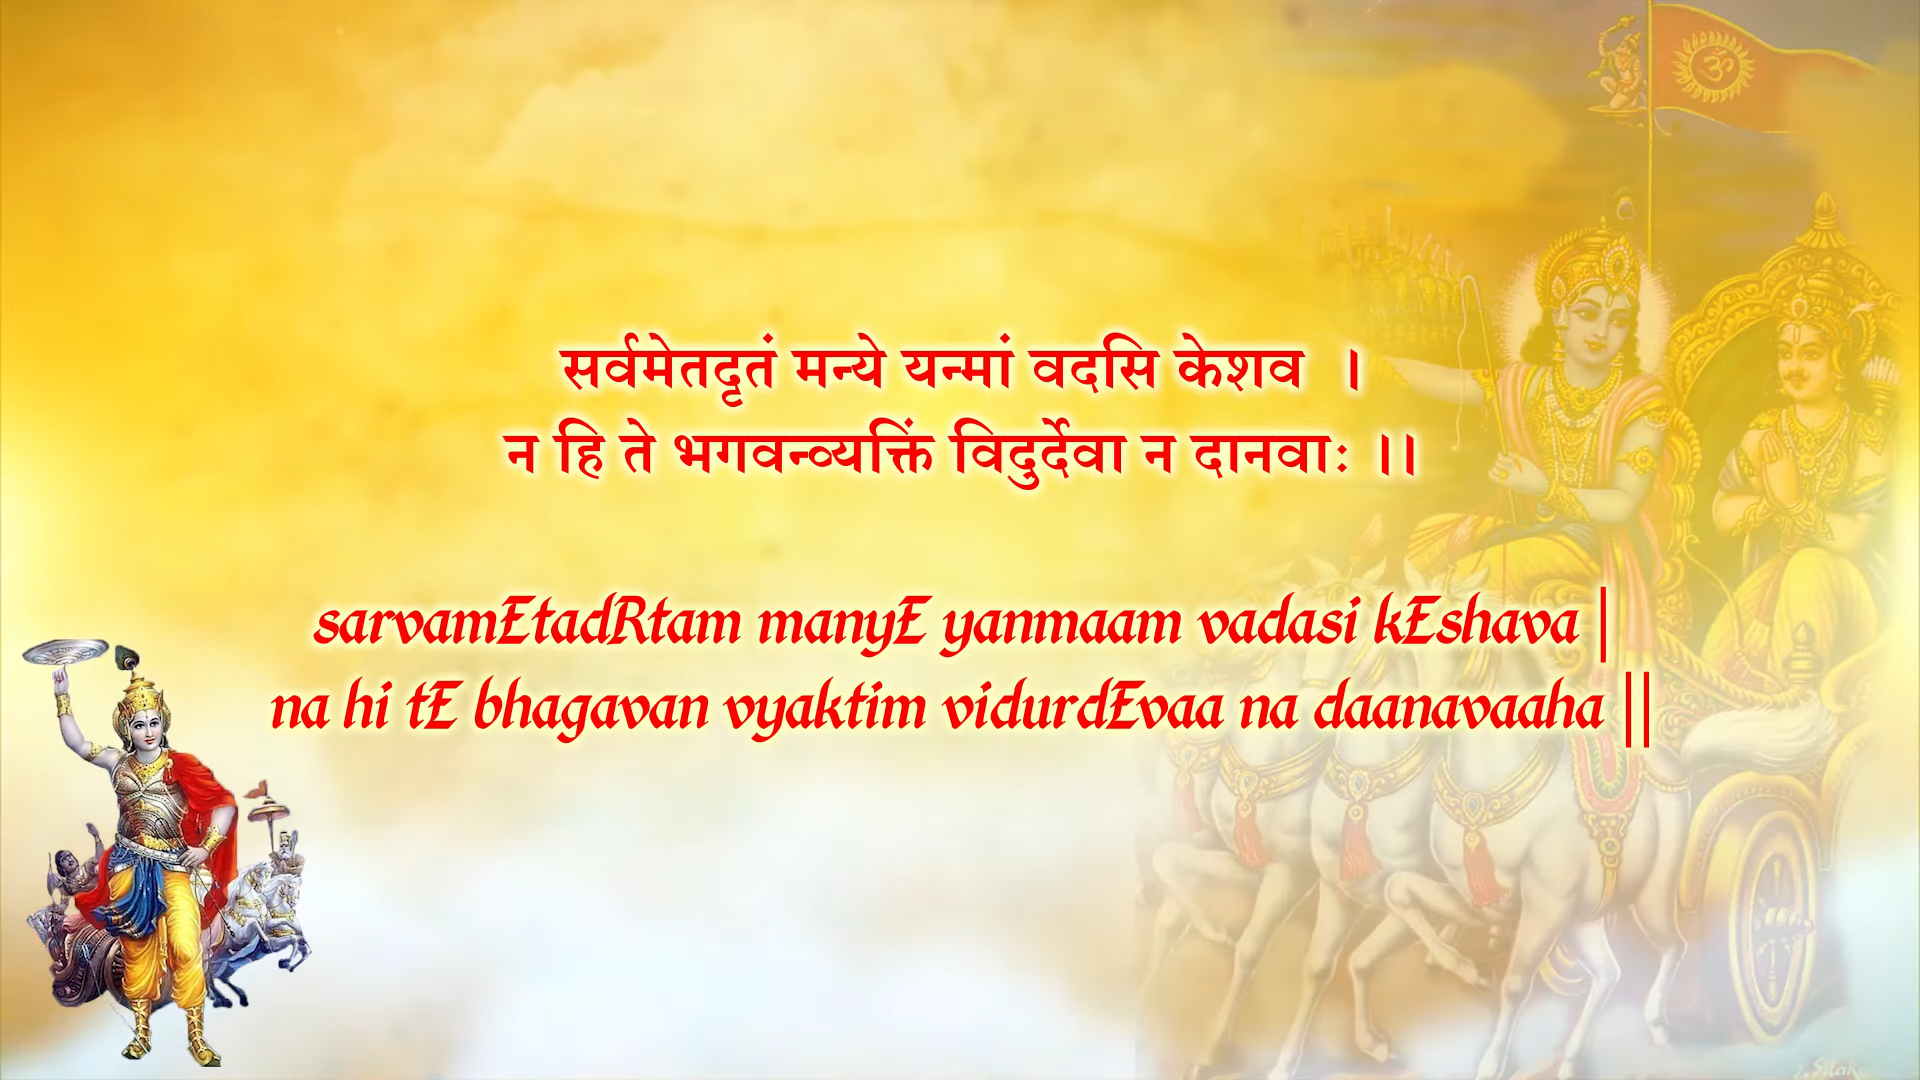 सर्वमेतदृतं मन्ये यन्मां वदसि केशव ।
न हि ते भगवन्व्यक्तिं विदुर्देवा न दानवाः ।।
sarvamEtadRtam manyE yanmaam vadasi kEshava |
na hi tE bhagavan vyaktim vidurdEvaa na daanavaaha ||
ॐ